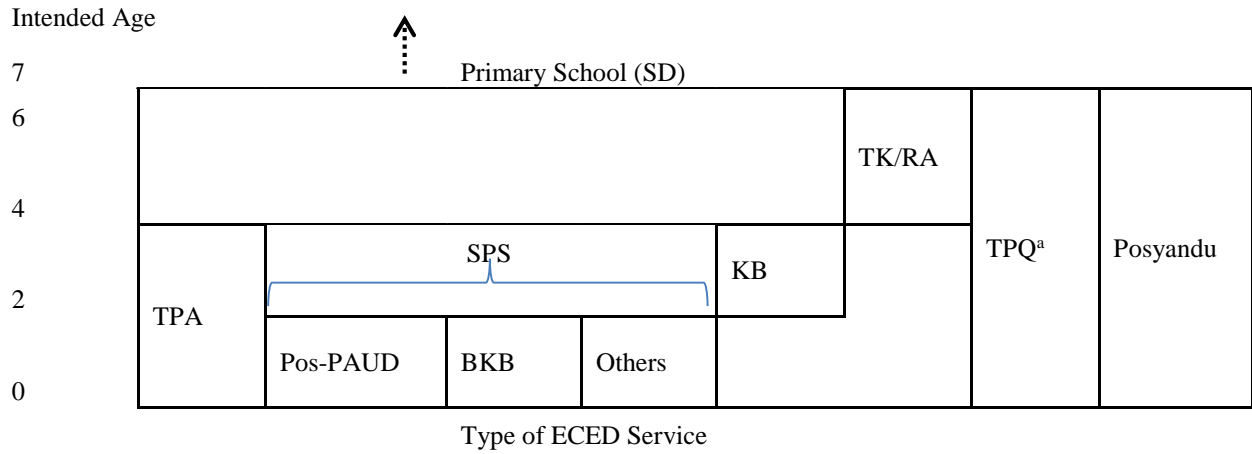 Intended Age
7 Primary School (SD)
6
TK/RA
4
SPS
KB
TPQᵃ
Posyandu
2
TPA
Pos-PAUD BKB Others
0
Type of ECED Service